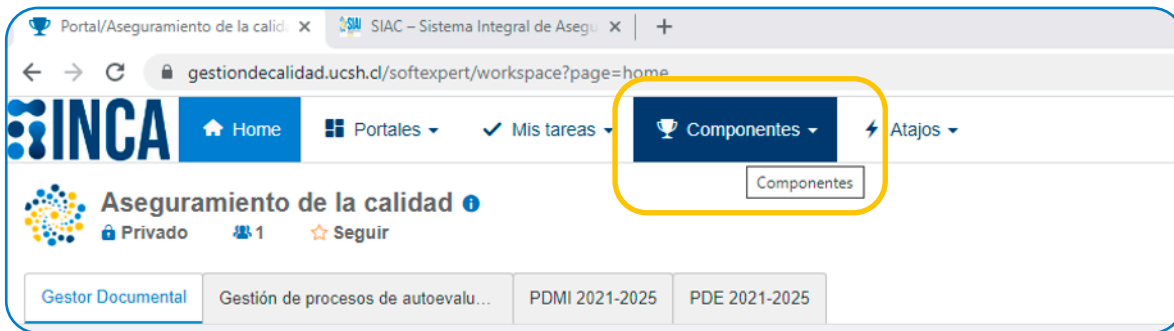 Portal/Aseguramiento de la calid
SIAI SIAC – Sistema Integral de Asegu
gestiondecalidad.ucsh.cl/softexpert/workspace?page=home
INCA Home Portales Mis tareas Componentes Atajos
Componentes
Aseguramiento de la calidad
Privado 1 Seguir
Gestor Documental Gestión de procesos de autoevalu... PDMI 2021-2025 PDE 2021-2025